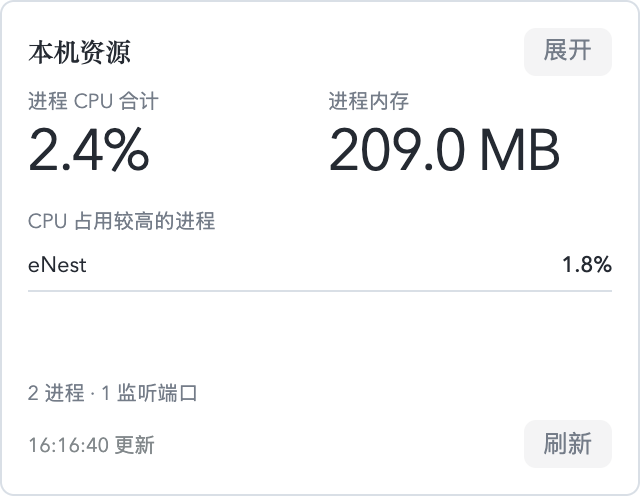 本机资源
展开
进程 CPU 合计
进程内存
2.4%
209.0 MB
CPU 占用较高的进程
eNest
1.8%
2 进程 · 1 监听端口
16:16:40 更新
刷新